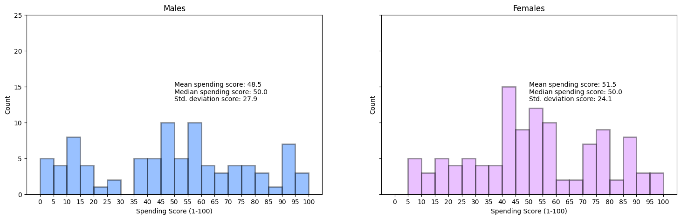 Males
Females
25
20
15
10
5
0
Count
Mean spending score: 48.5
Median spending score: 50.0
Std. deviation score: 27.9
0 5 10 15 20 25 30 35 40 45 50 55 60 65 70 75 80 85 90 95 100
Spending Score (1-100)
Count
Mean spending score: 51.5
Median spending score: 50.0
Std. deviation score: 24.1
0 5 10 15 20 25 30 35 40 45 50 55 60 65 70 75 80 85 90 95 100
Spending Score (1-100)